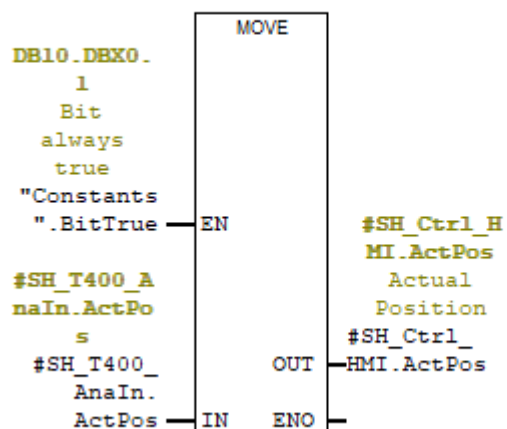 MOVE
DB10.DBX0.
1
Bit
always
true
"Constants
".BitTrue
EN
#SH_T400_A
naIn.ActPo
s
#SH_T400_
AnaIn.
ActPos
IN
#SH_Ctrl_H
MI.ActPos
Actual
Position
#SH_Ctrl_
HMI.ActPos
OUT
ENO